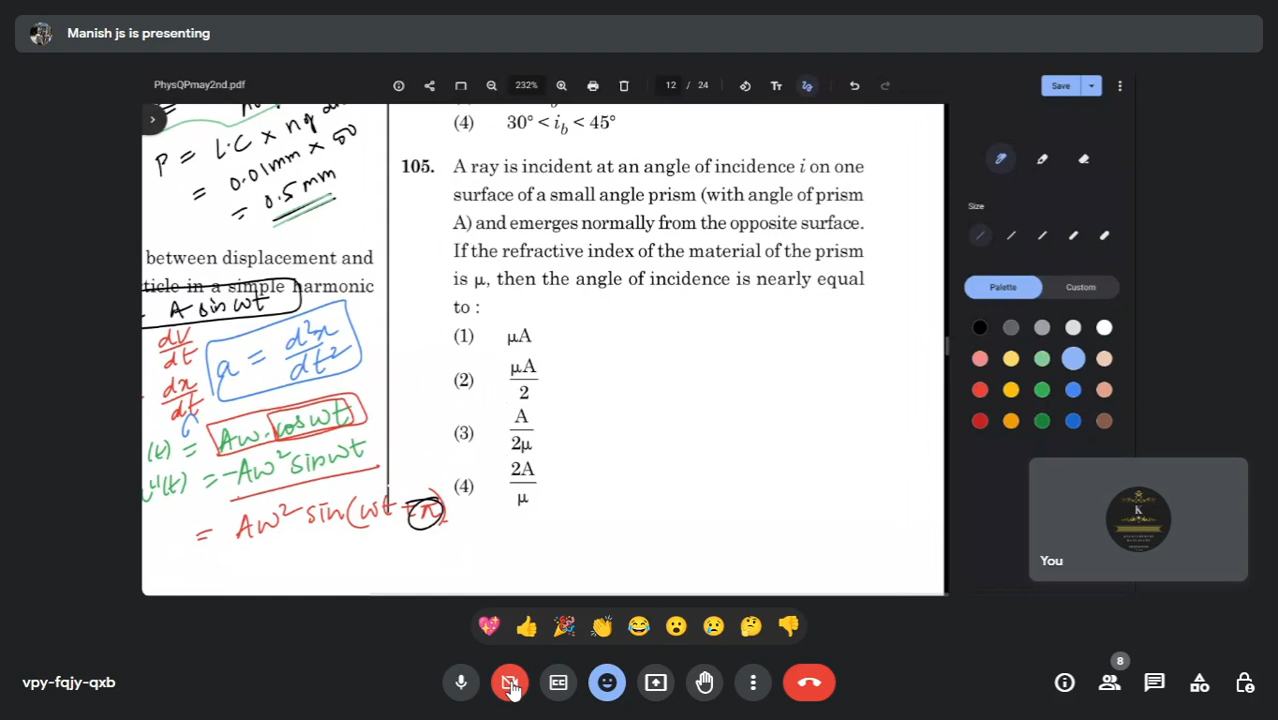 Manish js is presenting
PhysQPmay2nd.pdf
232%
12 / 24
Save
P = L.C × n
= 0.01mm × 50
= 0.5 mm
between displacement and
ticle in a simple harmonic
A sin ωt
dv
dt
a = d²x
dt²
dx
dt
(t) = Aω. cos ωt
(t) = -Aω² sin ωt
= Aω² sin(ωt + π)
(4) 30° < i_b < 45°
105. A ray is incident at an angle of incidence i on one
surface of a small angle prism (with angle of prism
A) and emerges normally from the opposite surface.
If the refractive index of the material of the prism
is μ, then the angle of incidence is nearly equal
to :
(1) μA
(2) μA/2
(3) A/2μ
(4) 2A/μ
Size
Palette
Custom
K
You
vpy-fqjy-qxb
8